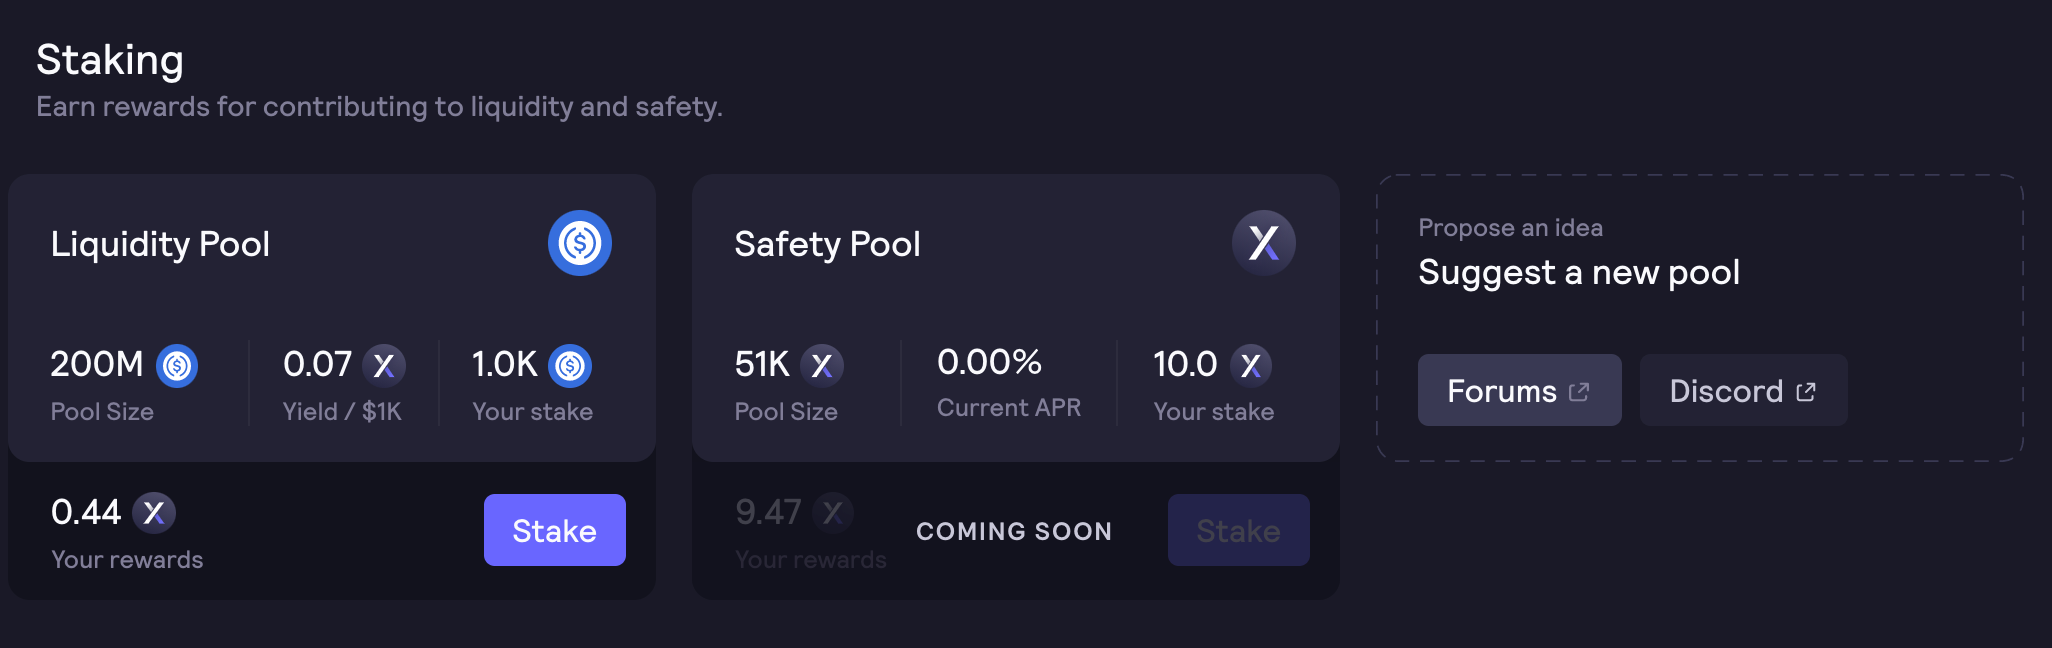 Staking
Earn rewards for contributing to liquidity and safety.
Liquidity Pool
200M
Pool Size
0.07
Yield / $1K
1.0K
Your stake
0.44
Your rewards
Stake
Safety Pool
51K
Pool Size
0.00%
Current APR
10.0
Your stake
9.47
Your rewards
COMING SOON
Stake
Propose an idea
Suggest a new pool
Forums
Discord